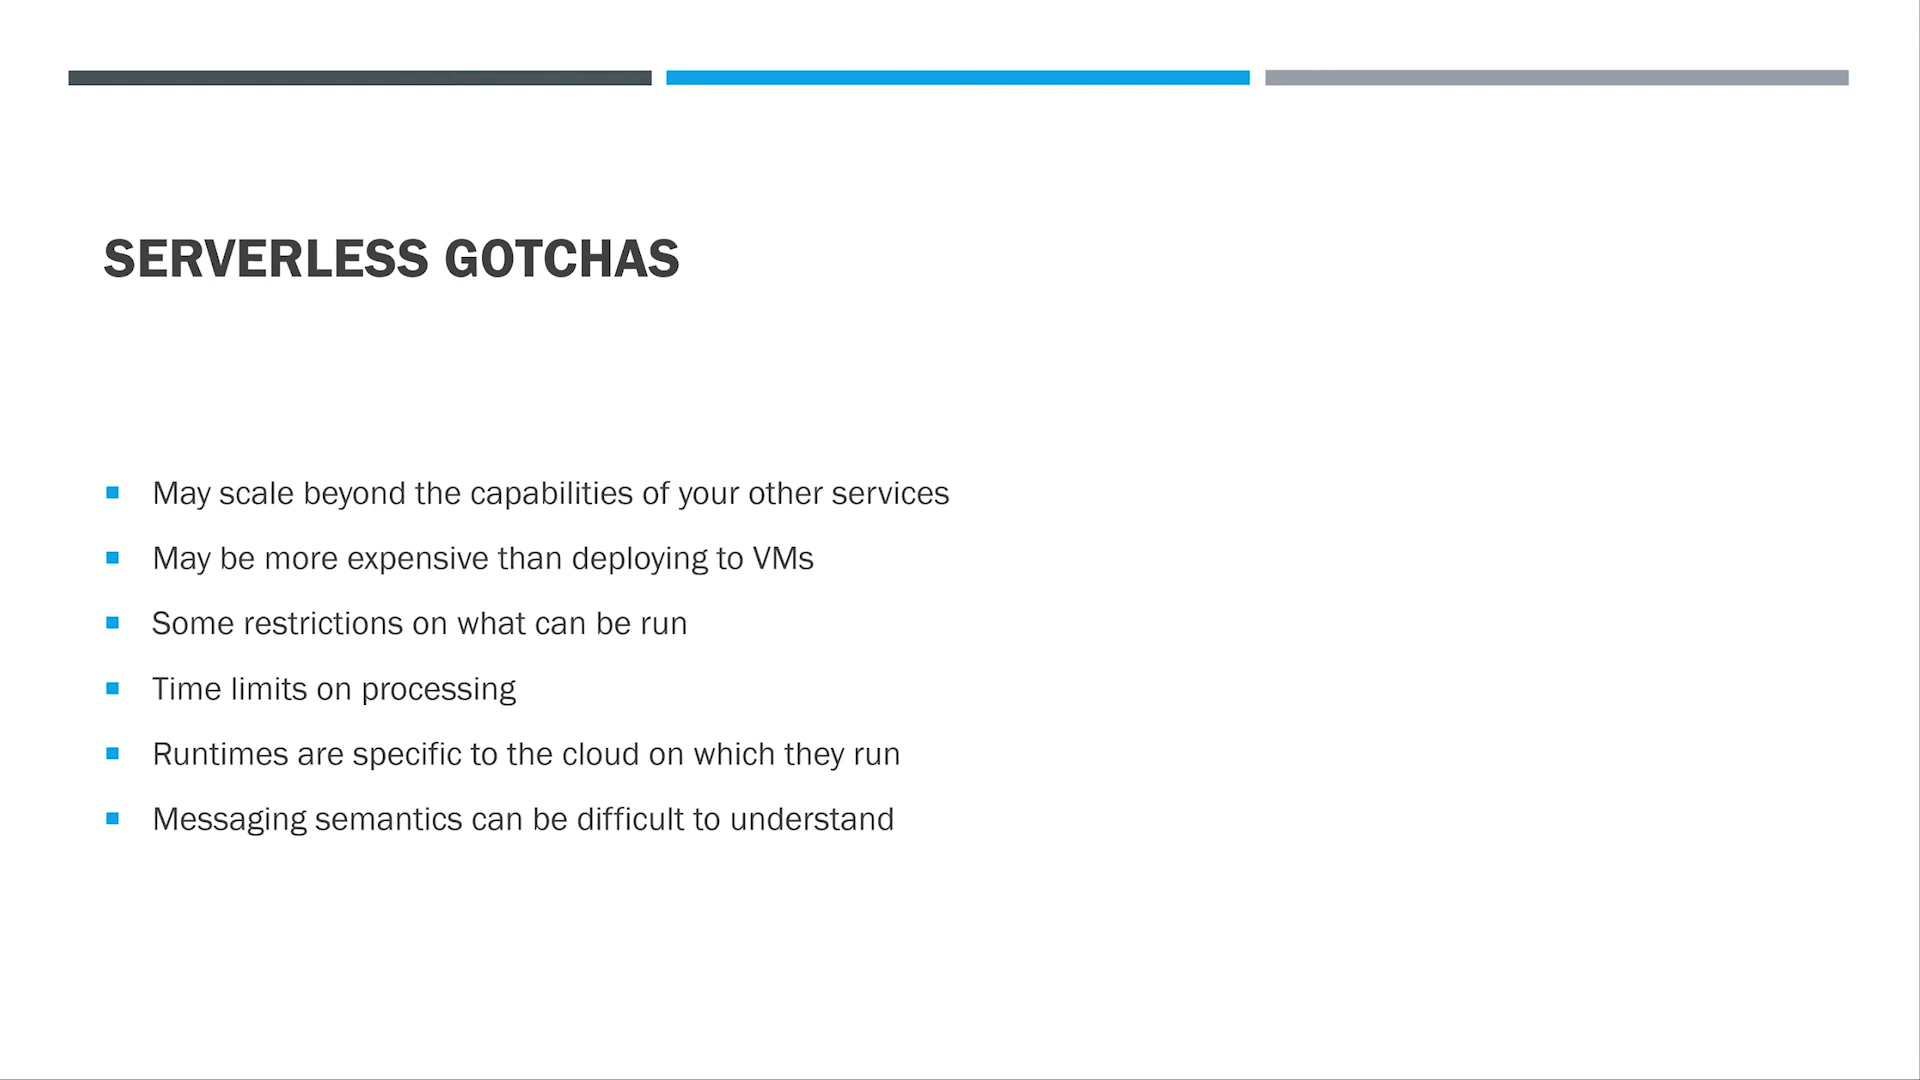 SERVERLESS GOTCHAS
May scale beyond the capabilities of your other services
May be more expensive than deploying to VMs
Some restrictions on what can be run
Time limits on processing
Runtimes are specific to the cloud on which they run
Messaging semantics can be difficult to understand